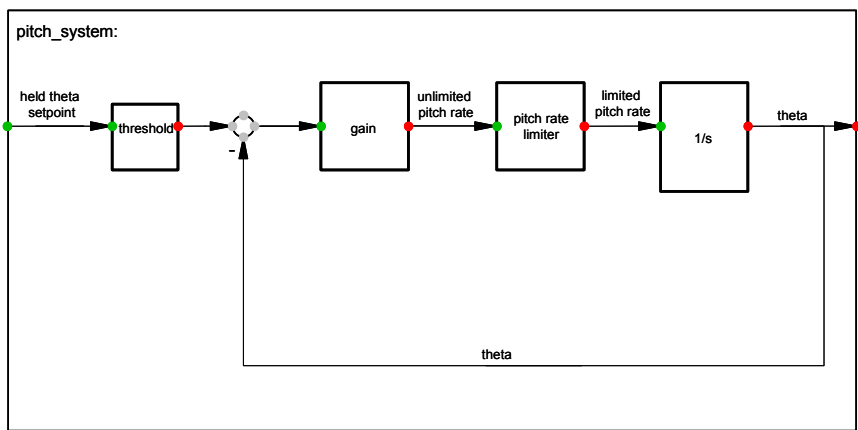 pitch_system:
held theta
setpoint
threshold
-
gain
unlimited
pitch rate
pitch rate
limiter
limited
pitch rate
1/s
theta
theta